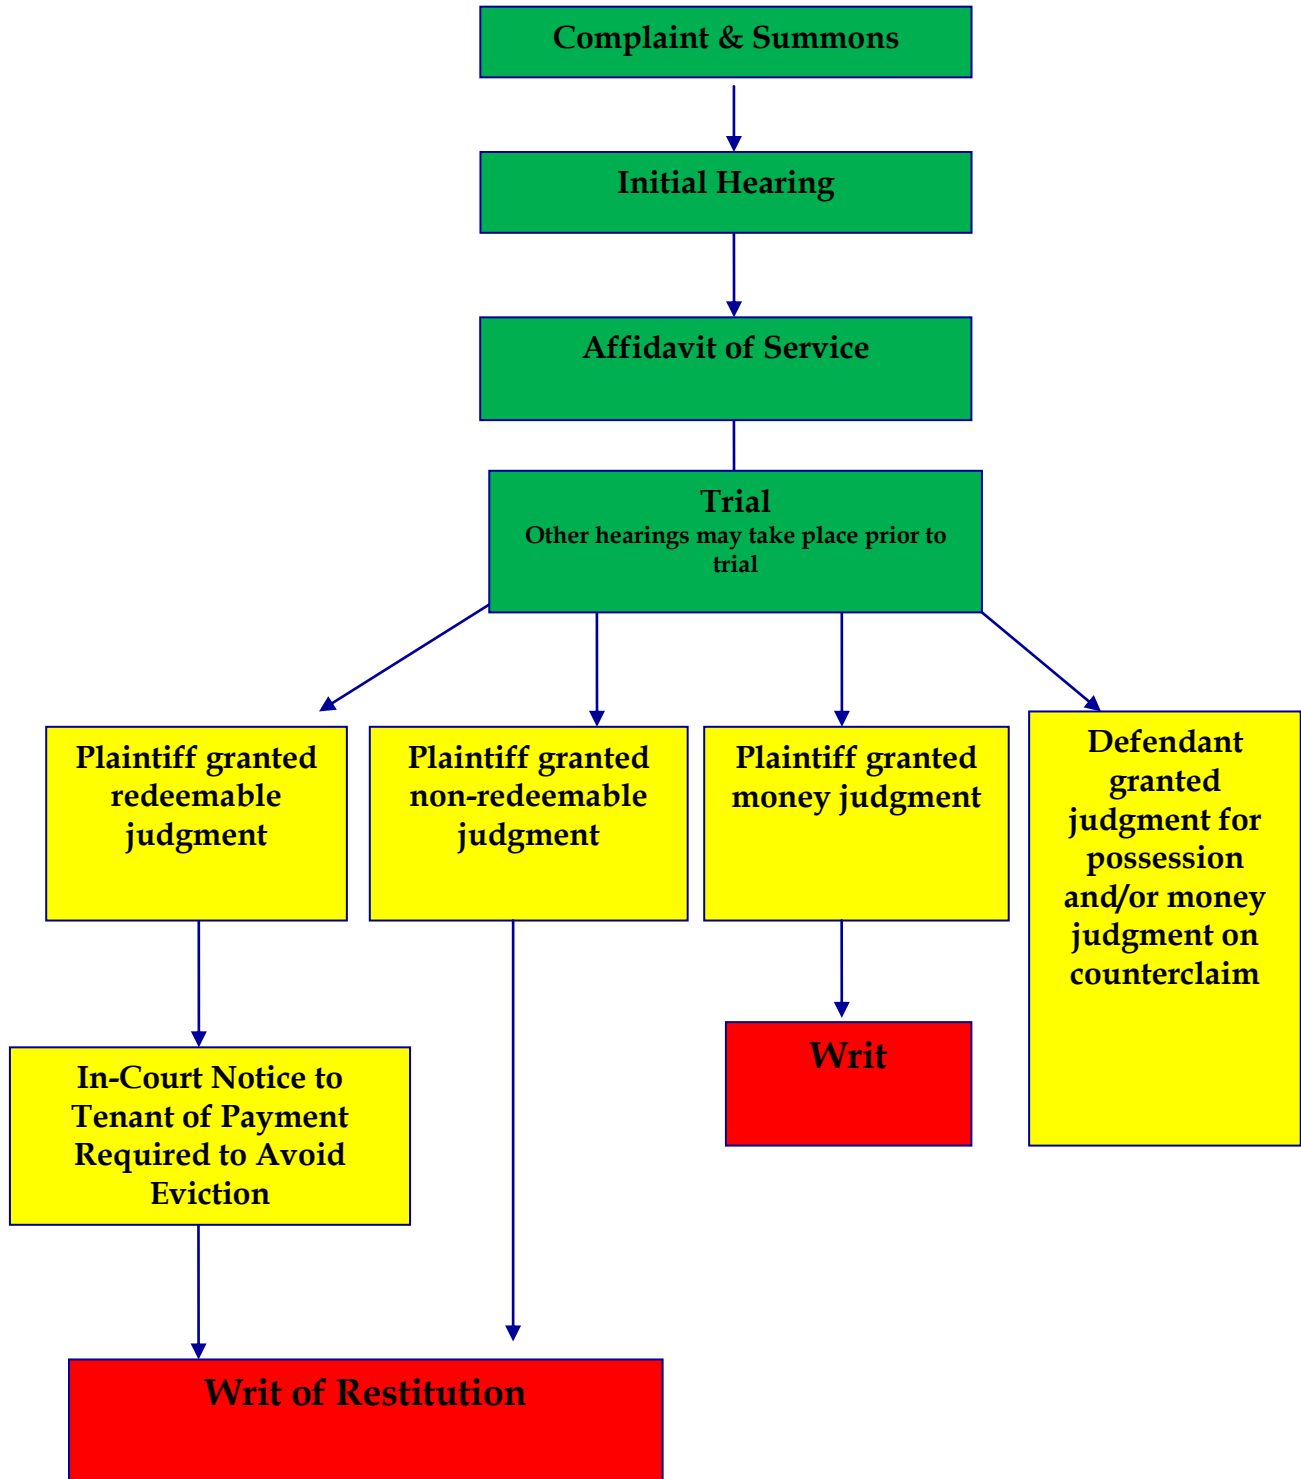 Complaint & Summons
Initial Hearing
Affidavit of Service
Trial
Other hearings may take place prior to
trial
Plaintiff granted
redeemable
judgment
Plaintiff granted
non-redeemable
judgment
Plaintiff granted
money judgment
Defendant
granted
judgment for
possession
and/or money
judgment on
counterclaim
In-Court Notice to
Tenant of Payment
Required to Avoid
Eviction
Writ
Writ of Restitution